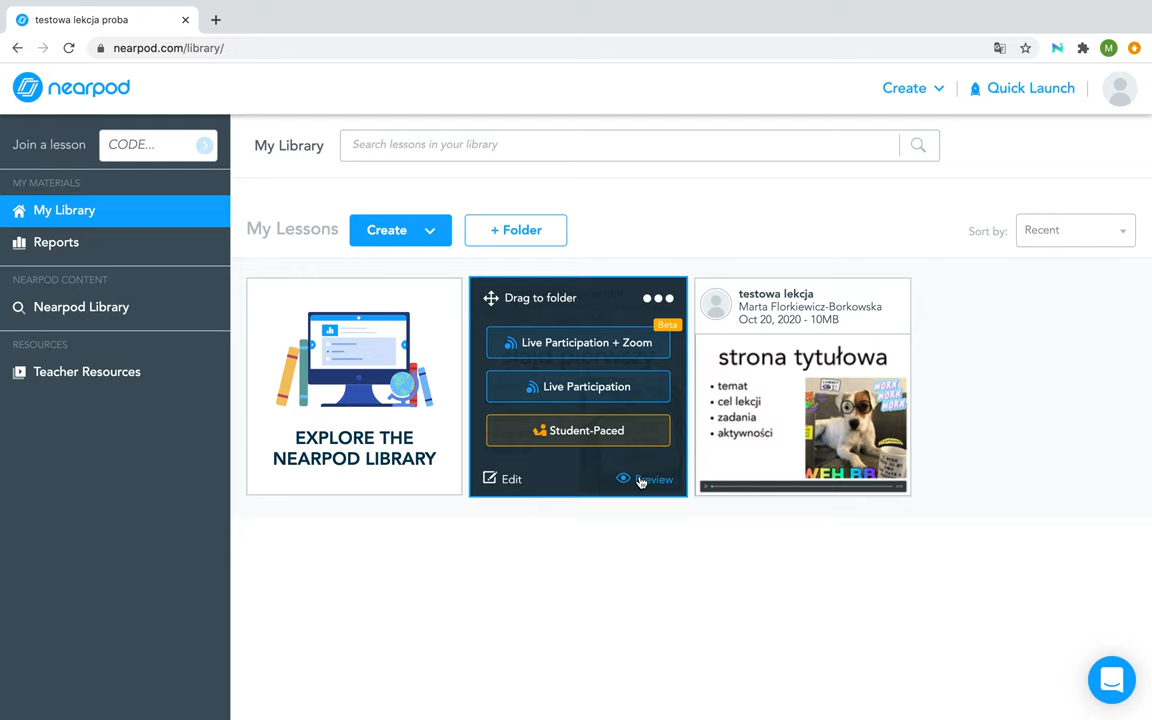 testowa lekcja proba
nearpod.com/library/
M
nearpod
Create
Quick Launch
Join a lesson
CODE...
My Library
Search lessons in your library
MY MATERIALS
My Library
Reports
NEARPOD CONTENT
Nearpod Library
RESOURCES
Teacher Resources
My Lessons
Create
+ Folder
Sort by:
Recent
EXPLORE THE
NEARPOD LIBRARY
Drag to folder
Beta
Live Participation + Zoom
Live Participation
Student-Paced
Edit
Preview
testowa lekcja
Marta Florkiewicz-Borkowska
Oct 20, 2020 - 10MB
strona tytułowa
• temat
• cel lekcji
• zadania
• aktywności
WORK
WORK